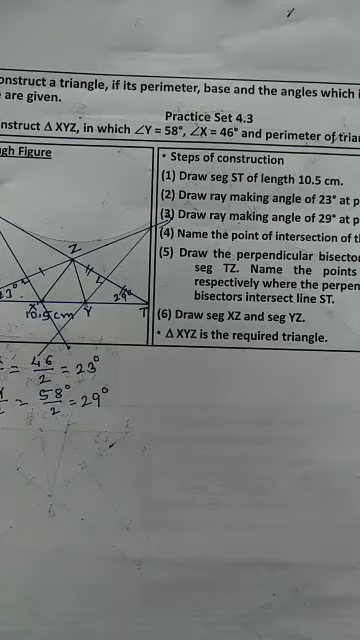 onstruct a triangle, if its perimeter, base and the angles which i
e are given.
Practice Set 4.3
nstruct Δ XYZ, in which ∠Y = 58°, ∠X = 46° and perimeter of trian
gh Figure
• Steps of construction
(1) Draw seg ST of length 10.5 cm.
(2) Draw ray making angle of 23° at p
(3) Draw ray making angle of 29° at p
(4) Name the point of intersection of th
(5) Draw the perpendicular bisector
seg TZ. Name the points
respectively where the perpen
bisectors intersect line ST.
(6) Draw seg XZ and seg YZ.
• Δ XYZ is the required triangle.
Z
L
23°
29°
X
10.5cm
Y
T
= 46/2 = 23°
= 58°/2 = 29°